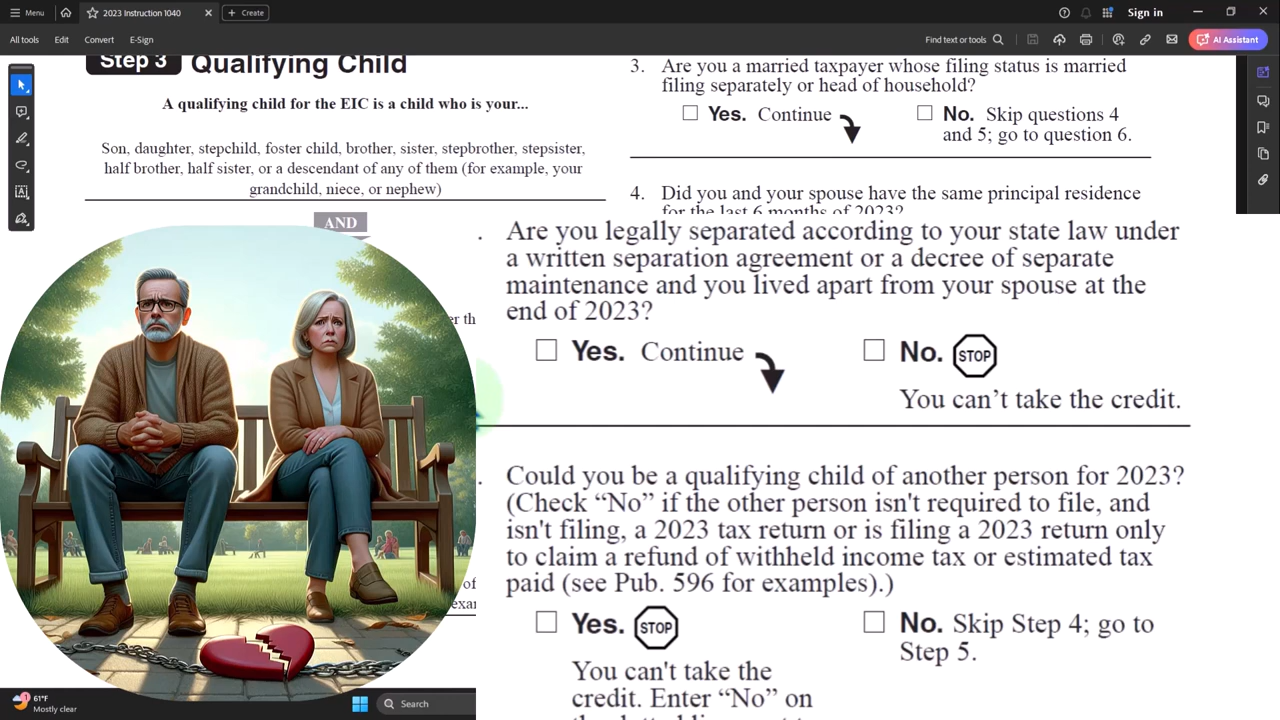 Menu
2023 Instruction 1040
Create
Sign in
All tools
Edit
Convert
E-Sign
Find text or tools
AI Assistant
Step 3 Qualifying Child
A qualifying child for the EIC is a child who is your...
Son, daughter, stepchild, foster child, brother, sister, stepbrother, stepsister,
half brother, half sister, or a descendant of any of them (for example, your
grandchild, niece, or nephew)
AND
3. Are you a married taxpayer whose filing status is married
filing separately or head of household?
Yes. Continue
No. Skip questions 4
and 5; go to question 6.
4. Did you and your spouse have the same principal residence
for the last 6 months of 2023?
. Are you legally separated according to your state law under
a written separation agreement or a decree of separate
maintenance and you lived apart from your spouse at the
end of 2023?
Yes. Continue
No. STOP
You can’t take the credit.
. Could you be a qualifying child of another person for 2023?
(Check “No” if the other person isn't required to file, and
isn't filing, a 2023 tax return or is filing a 2023 return only
to claim a refund of withheld income tax or estimated tax
paid (see Pub. 596 for examples).)
Yes. STOP
You can't take the
credit. Enter “No” on
No. Skip Step 4; go to
Step 5.
1
61°F
Mostly clear
Search